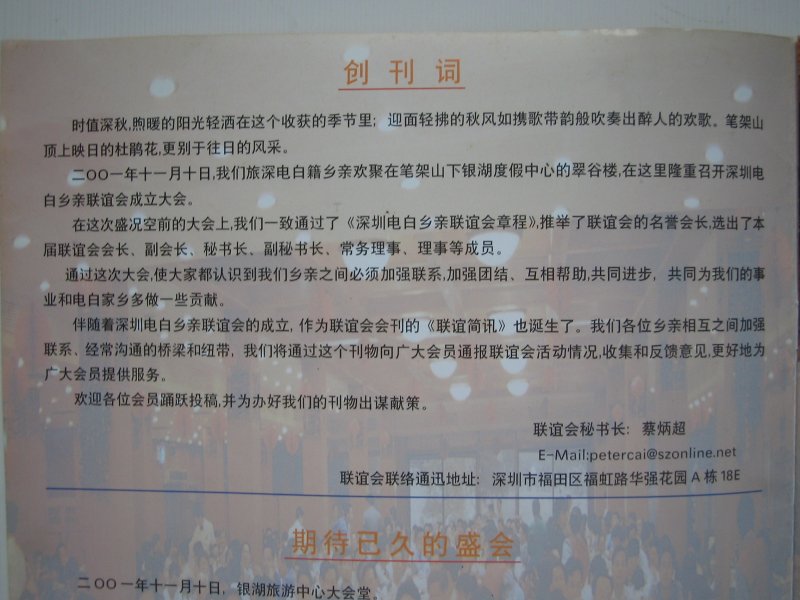 创刊词
时值深秋,煦暖的阳光轻洒在这个收获的季节里；迎面轻拂的秋风如携歌带韵般吹奏出醉人的欢歌。笔架山
顶上映日的杜鹃花,更别于往日的风采。
二〇〇一年十一月十日,我们旅深电白籍乡亲欢聚在笔架山下银湖度假中心的翠谷楼,在这里隆重召开深圳电
白乡亲联谊会成立大会。
在这次盛况空前的大会上,我们一致通过了《深圳电白乡亲联谊会章程》,推举了联谊会的名誉会长,选出了本
届联谊会会长、副会长、秘书长、副秘书长、常务理事、理事等成员。
通过这次大会,使大家都认识到我们乡亲之间必须加强联系,加强团结、互相帮助,共同进步，共同为我们的事
业和电白家乡多做一些贡献。
伴随着深圳电白乡亲联谊会的成立，作为联谊会会刊的《联谊简讯》也诞生了。我们各位乡亲相互之间加强
联系、经常沟通的桥梁和纽带，我们将通过这个刊物向广大会员通报联谊会活动情况,收集和反馈意见,更好地为
广大会员提供服务。
欢迎各位会员踊跃投稿,并为办好我们的刊物出谋献策。
联谊会秘书长：蔡炳超
E-Mail:petercai@szonline.net
联谊会联络通迅地址：深圳市福田区福虹路华强花园A栋18E
期待已久的盛会
二〇〇一年十一月十日，银湖旅游中心大会堂。